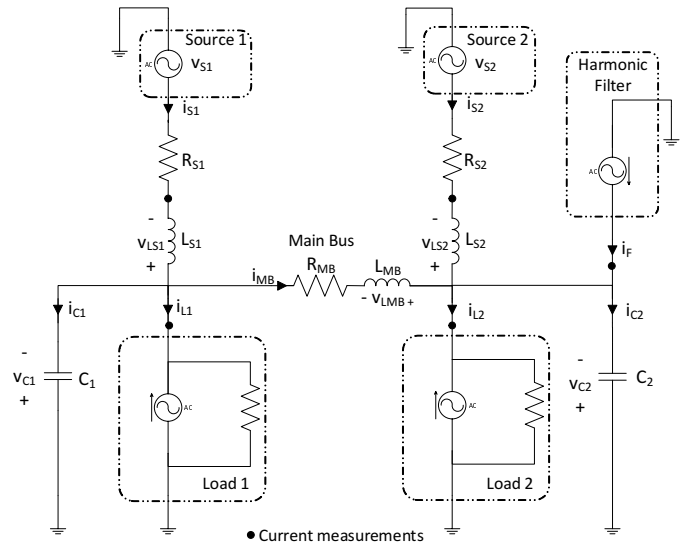 Source 1
AC
vS1
iS1
RS1
-
vLS1
LS1
+
Source 2
AC
vS2
iS2
RS2
-
vLS2
LS2
+
Harmonic
Filter
AC
iF
Main Bus
iMB
RMB
LMB
- vLMB +
iC1
-
vC1
C1
+
iL1
AC
Load 1
iL2
AC
Load 2
iC2
-
vC2
C2
+
● Current measurements